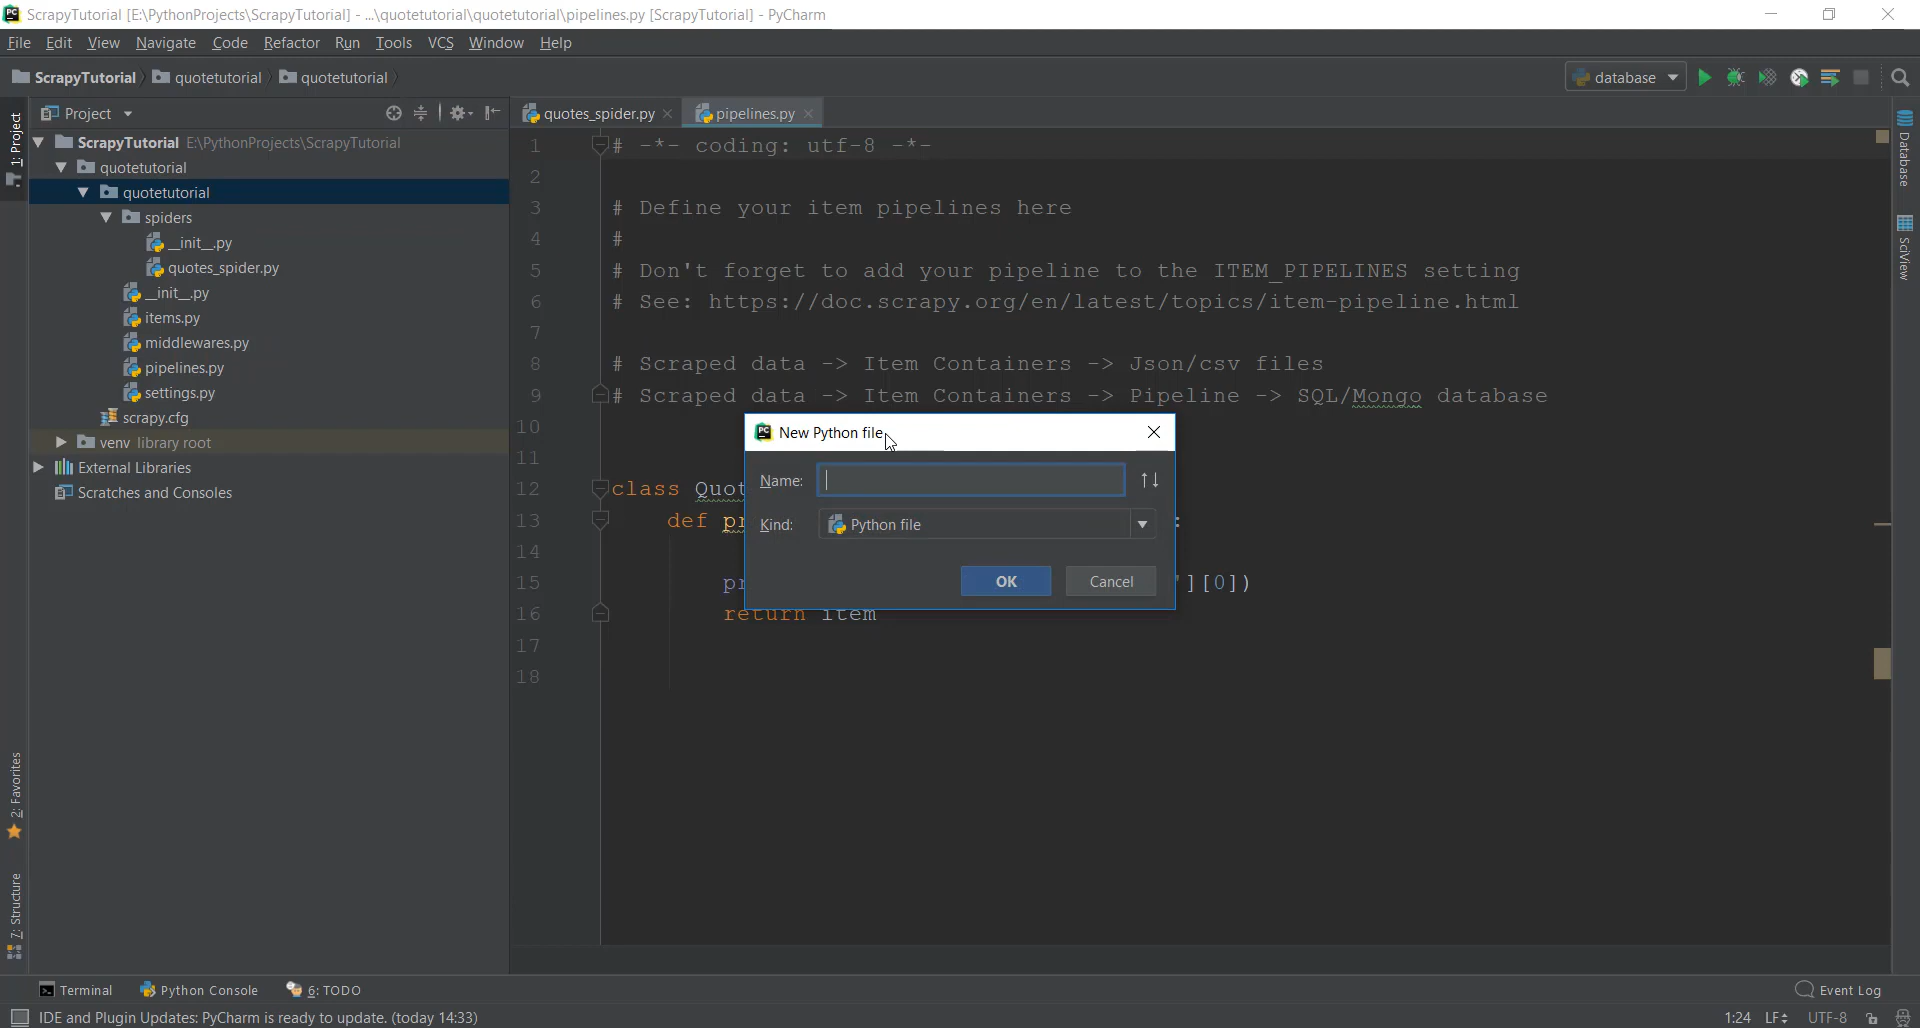 ScrapyTutorial [E:\PythonProjects\ScrapyTutorial] - ...\quotetutorial\quotetutorial\pipelines.py [ScrapyTutorial] - PyCharm
File Edit View Navigate Code Refactor Run Tools VCS Window Help
ScrapyTutorial quotetutorial quotetutorial database
Project
quotes_spider.py pipelines.py
1: Project
ScrapyTutorial E:\PythonProjects\ScrapyTutorial
quotetutorial
quotetutorial
spiders
__init__.py
quotes_spider.py
__init__.py
items.py
middlewares.py
pipelines.py
settings.py
scrapy.cfg
venv library root
External Libraries
Scratches and Consoles
2: Favorites
7: Structure
1 # -*- coding: utf-8 -*-
2
3 # Define your item pipelines here
4 #
5 # Don't forget to add your pipeline to the ITEM_PIPELINES setting
6 # See: https://doc.scrapy.org/en/latest/topics/item-pipeline.html
7
8 # Scraped data -> Item Containers -> Json/csv files
9 # Scraped data -> Item Containers -> Pipeline -> SQL/Mongo database
10
11
12 class Quot
13 def pr :
14
15 pr '][0])
16 return item
17
18
PC New Python file
Name:
Kind: Python file
OK Cancel
Database
SciView
Terminal Python Console 6: TODO Event Log
IDE and Plugin Updates: PyCharm is ready to update. (today 14:33) 1:24 LF UTF-8